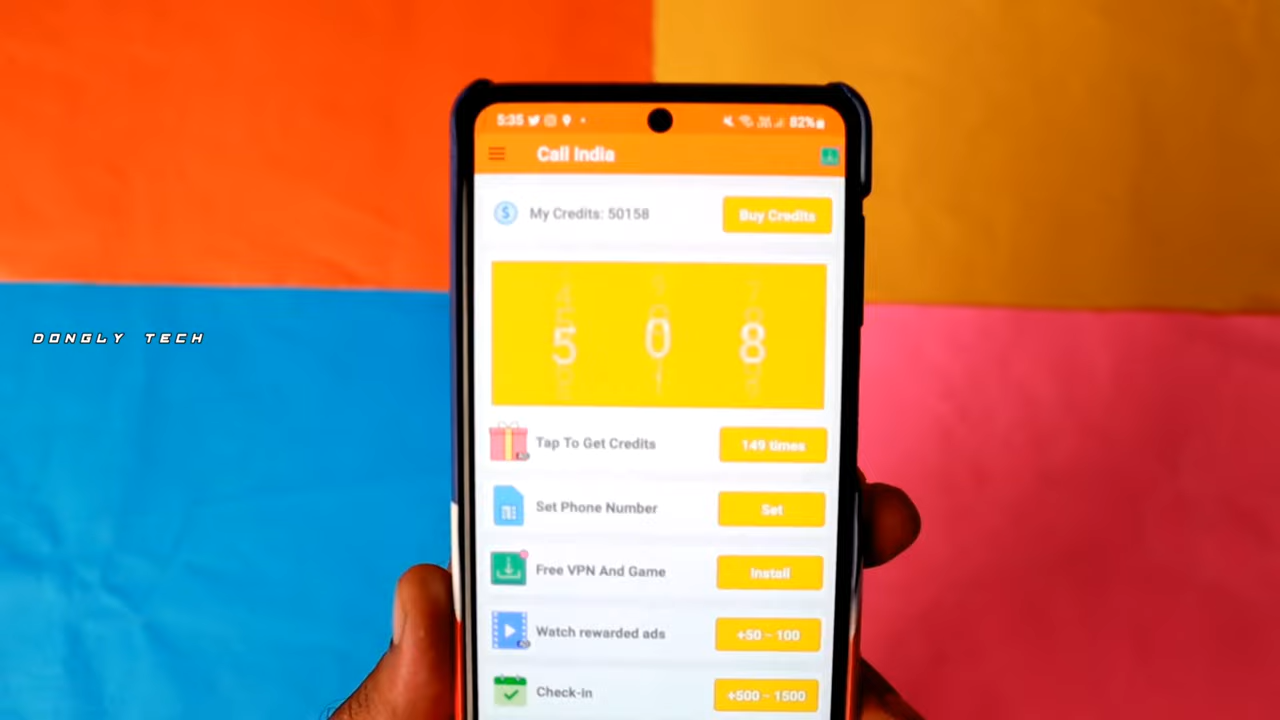 5:35 82%
Call India
My Credits: 50158 Buy Credits
5 0 8
Tap To Get Credits 149 times
Set Phone Number Set
Free VPN And Game Install
Watch rewarded ads +50 ~ 100
Check-in +500 ~ 1500
DONGLY TECH